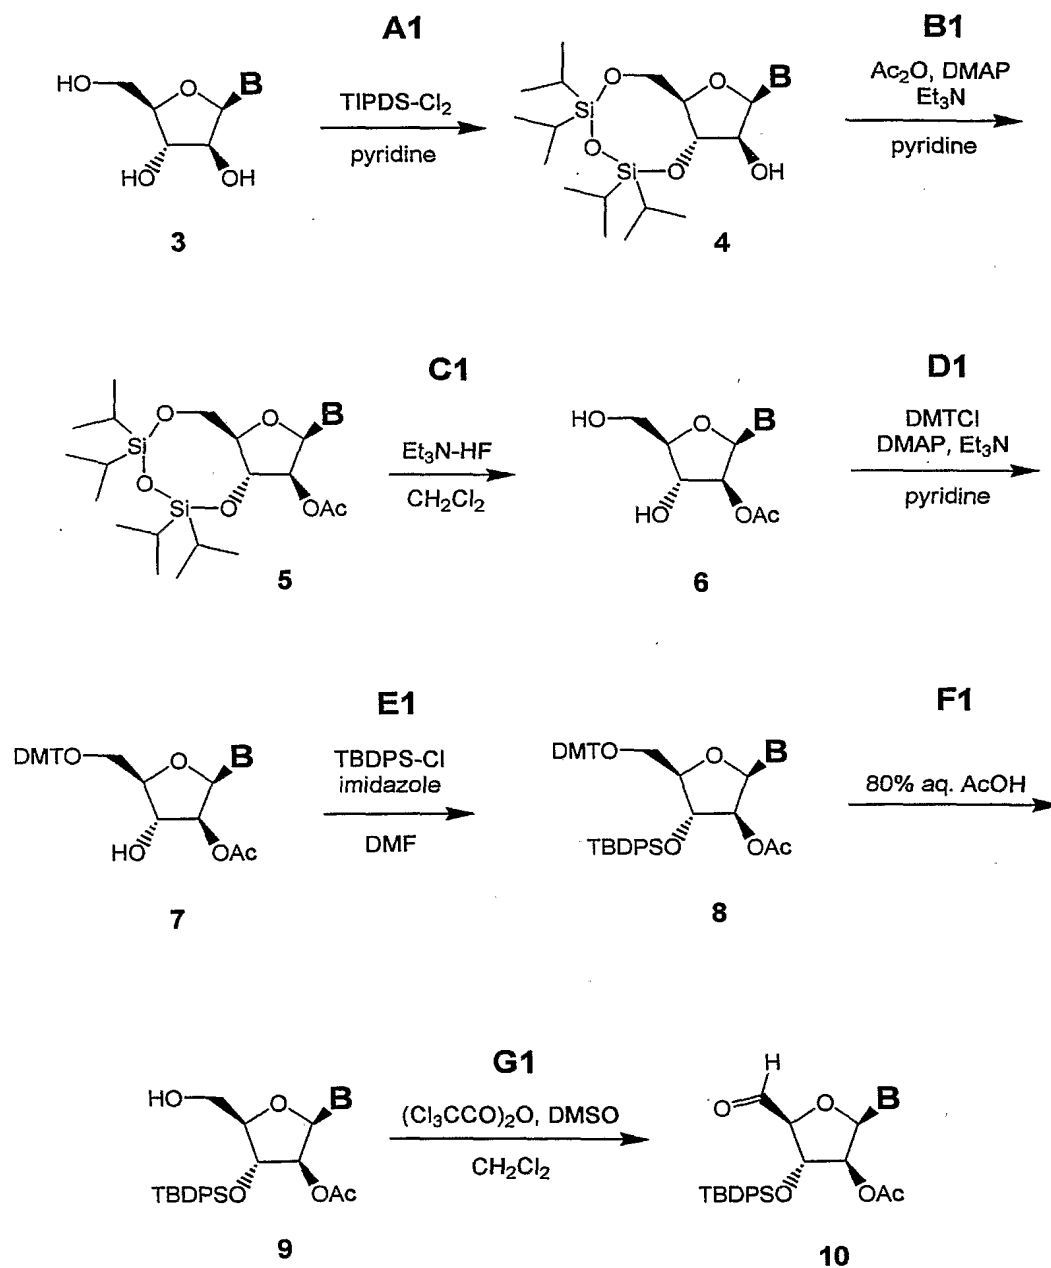 A1
B1
HO
O
B
TIPDS-Cl2
pyridine
HO
OH
3
O
O
B
Si
O
Si
O
OH
4
Ac2O, DMAP
Et3N
pyridine
C1
D1
O
O
B
Si
O
Si
O
OAc
5
Et3N-HF
CH2Cl2
HO
O
B
HO
OAc
6
DMTCl
DMAP, Et3N
pyridine
E1
F1
DMTO
O
B
HO
OAc
7
TBDPS-Cl
imidazole
DMF
DMTO
O
B
TBDPSO
OAc
8
80% aq. AcOH
G1
HO
O
B
TBDPSO
OAc
9
(Cl3CCO)2O, DMSO
CH2Cl2
H
O
O
B
TBDPSO
OAc
10